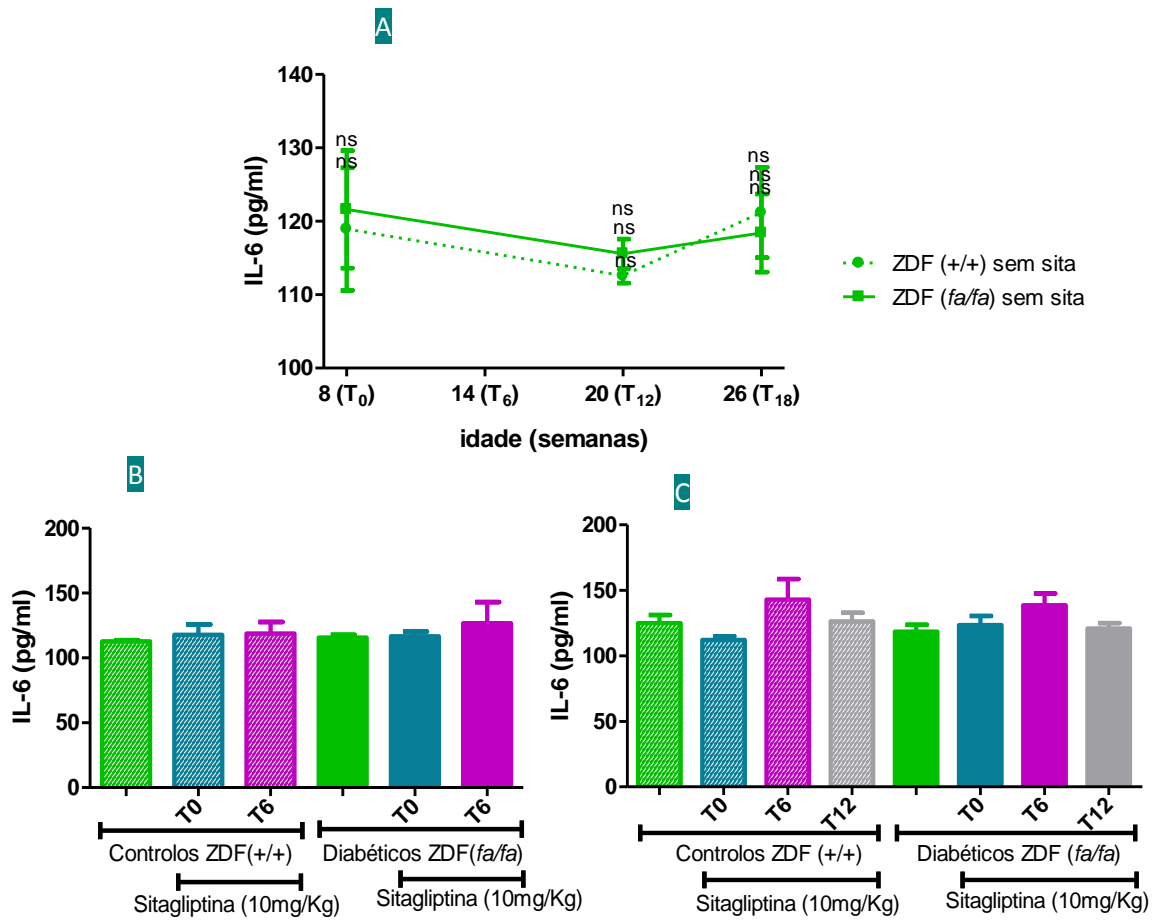 A
140
130
120
110
100
IL-6 (pg/ml)
ns
ns
ns
ns
ns
ns
ns
ns
8 (T0)
14 (T6)
20 (T12)
26 (T18)
idade (semanas)
ZDF (+/+) sem sita
ZDF (fa/fa) sem sita
B
200
150
100
50
0
IL-6 (pg/ml)
T0
T6
T0
T6
Controlos ZDF(+/+)
Diabéticos ZDF(fa/fa)
Sitagliptina (10mg/Kg)
Sitagliptina (10mg/Kg)
C
200
150
100
50
0
IL-6 (pg/ml)
T0
T6
T12
T0
T6
T12
Controlos ZDF (+/+)
Diabéticos ZDF (fa/fa)
Sitagliptina (10mg/Kg)
Sitagliptina (10mg/Kg)